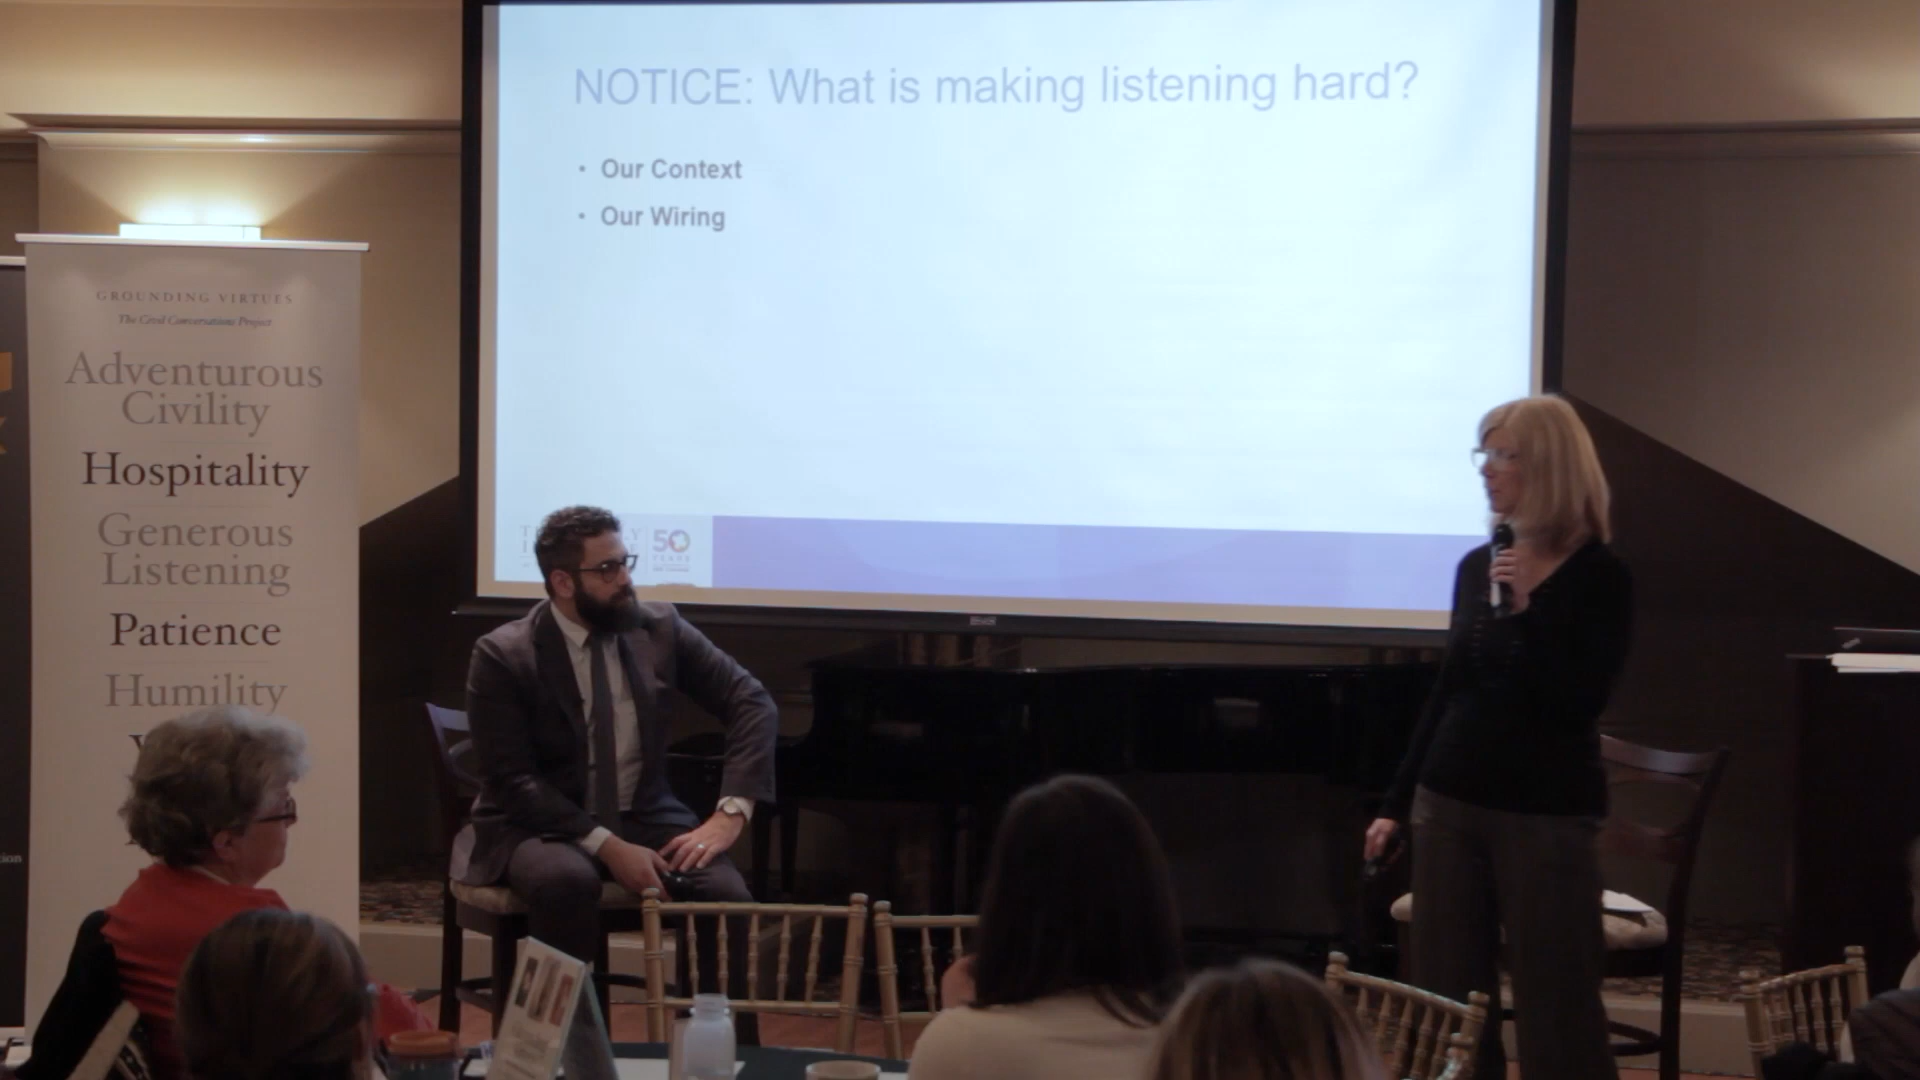 NOTICE: What is making listening hard?
• Our Context
• Our Wiring
50
YEARS
GROUNDING VIRTUES
The Civil Conversations Project
Adventurous
Civility
Hospitality
Generous
Listening
Patience
Humility